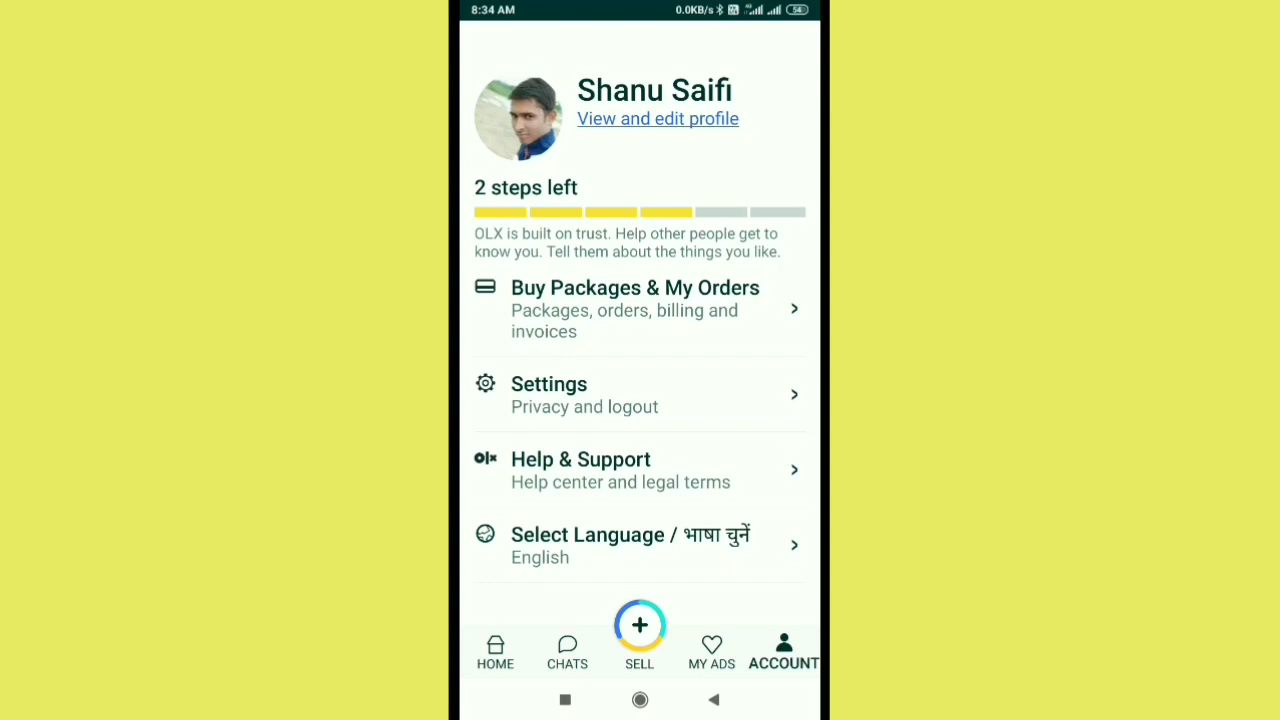 8:34 AM 0.0KB/s 4G 54
Shanu Saifi
View and edit profile
2 steps left
OLX is built on trust. Help other people get to
know you. Tell them about the things you like.
Buy Packages & My Orders
Packages, orders, billing and
invoices
Settings
Privacy and logout
olx
Help & Support
Help center and legal terms
Select Language / भाषा चुनें
English
HOME CHATS SELL MY ADS ACCOUNT